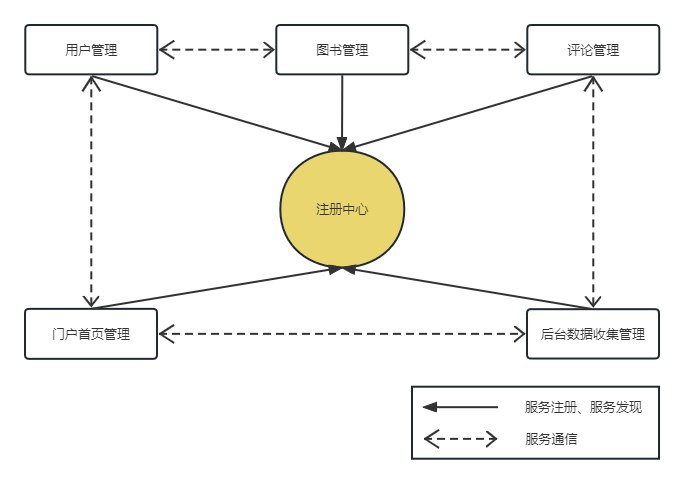 用户管理
图书管理
评论管理
注册中心
门户首页管理
后台数据收集管理
服务注册、服务发现
服务通信